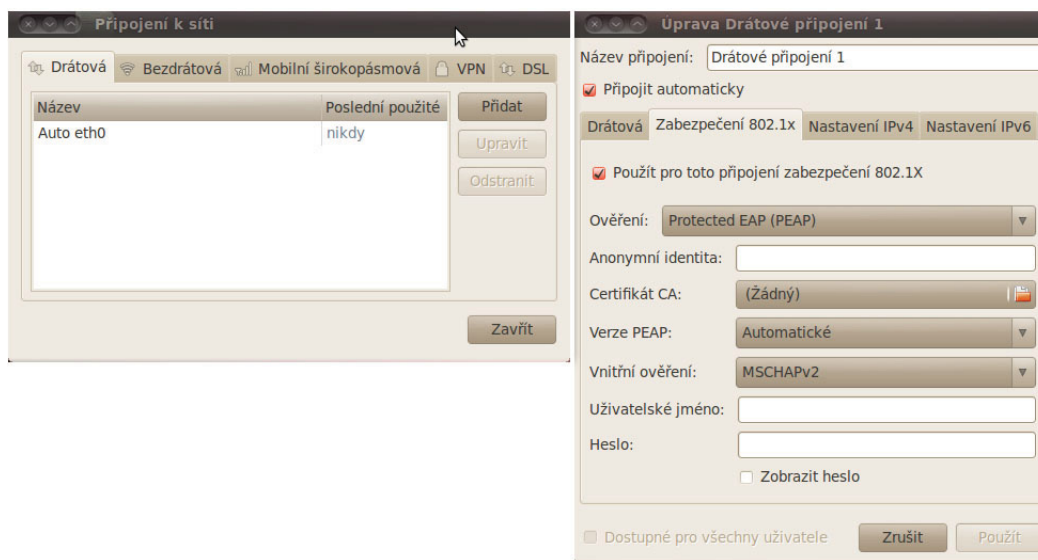 Připojení k síti
Drátová Bezdrátová Mobilní širokopásmová VPN DSL
Název Poslední použité
Auto eth0 nikdy
Přidat
Upravit
Odstranit
Zavřít
Úprava Drátové připojení 1
Název připojení: Drátové připojení 1
Připojit automaticky
Drátová Zabezpečení 802.1x Nastavení IPv4 Nastavení IPv6
Použít pro toto připojení zabezpečení 802.1X
Ověření: Protected EAP (PEAP)
Anonymní identita:
Certifikát CA: (Žádný)
Verze PEAP: Automatické
Vnitřní ověření: MSCHAPv2
Uživatelské jméno:
Heslo:
Zobrazit heslo
Dostupné pro všechny uživatele Zrušit Použít